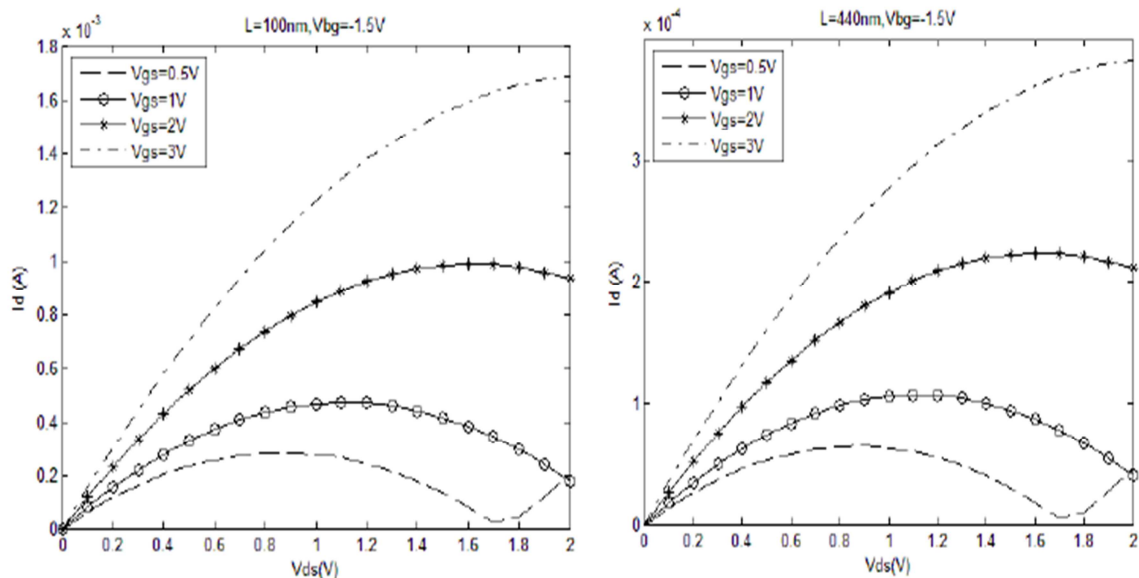 L=100nm,Vbg=-1.5V
x 10^-3
Vgs=0.5V
Vgs=1V
Vgs=2V
Vgs=3V
1.8
1.6
1.4
1.2
1
0.8
0.6
0.4
0.2
0
Id (A)
0 0.2 0.4 0.6 0.8 1 1.2 1.4 1.6 1.8 2
Vds(V)
L=440nm,Vbg=-1.5V
x 10^-4
Vgs=0.5V
Vgs=1V
Vgs=2V
Vgs=3V
3
2
1
0
Id (A)
0 0.2 0.4 0.6 0.8 1 1.2 1.4 1.6 1.8 2
Vds(V)